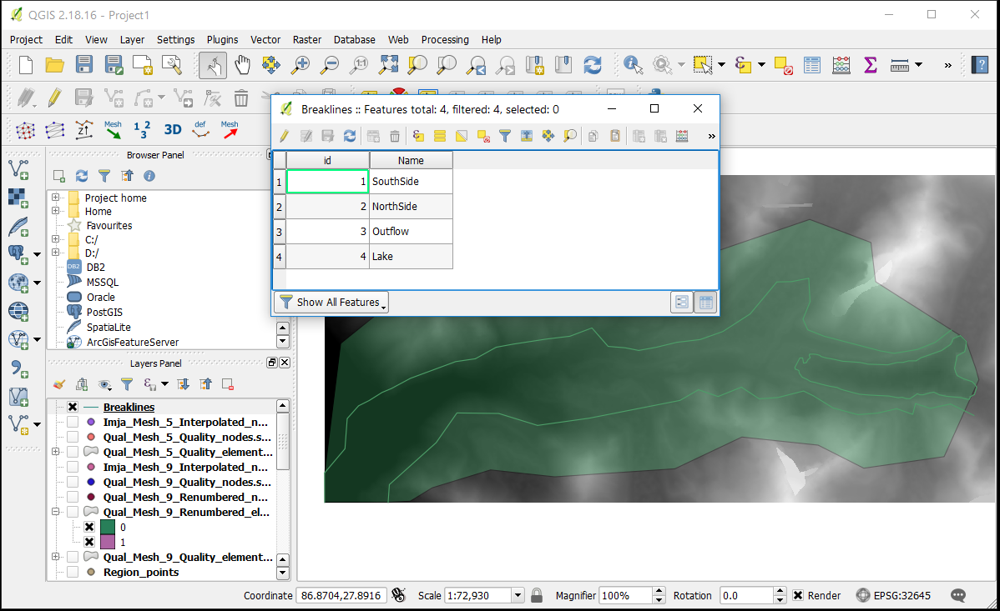 QGIS 2.18.16 - Project1
Project Edit View Layer Settings Plugins Vector Raster Database Web Processing Help
1:1
Mesh 1 2 3 3D def Mesh
Breaklines :: Features total: 4, filtered: 4, selected: 0
id Name
1 1 SouthSide
2 2 NorthSide
3 3 Outflow
4 4 Lake
Show All Features
Browser Panel
Project home
Home
Favourites
C:/
D:/
DB2 DB2
MSSQL
Oracle
PostGIS
SpatiaLite
ArcGisFeatureServer
Layers Panel
Breaklines
Imja_Mesh_5_Interpolated_n...
Qual_Mesh_5_Quality_nodes.s...
Qual_Mesh_5_Quality_element...
Imja_Mesh_9_Interpolated_n...
Qual_Mesh_9_Quality_nodes.s...
Qual_Mesh_9_Renumbered_n...
Qual_Mesh_9_Renumbered_el...
0
1
Qual_Mesh_9_Quality_element...
Region_points
Coordinate 86.8704,27.8916 Scale 1:72,930 Magnifier 100% Rotation 0.0 Render EPSG:32645